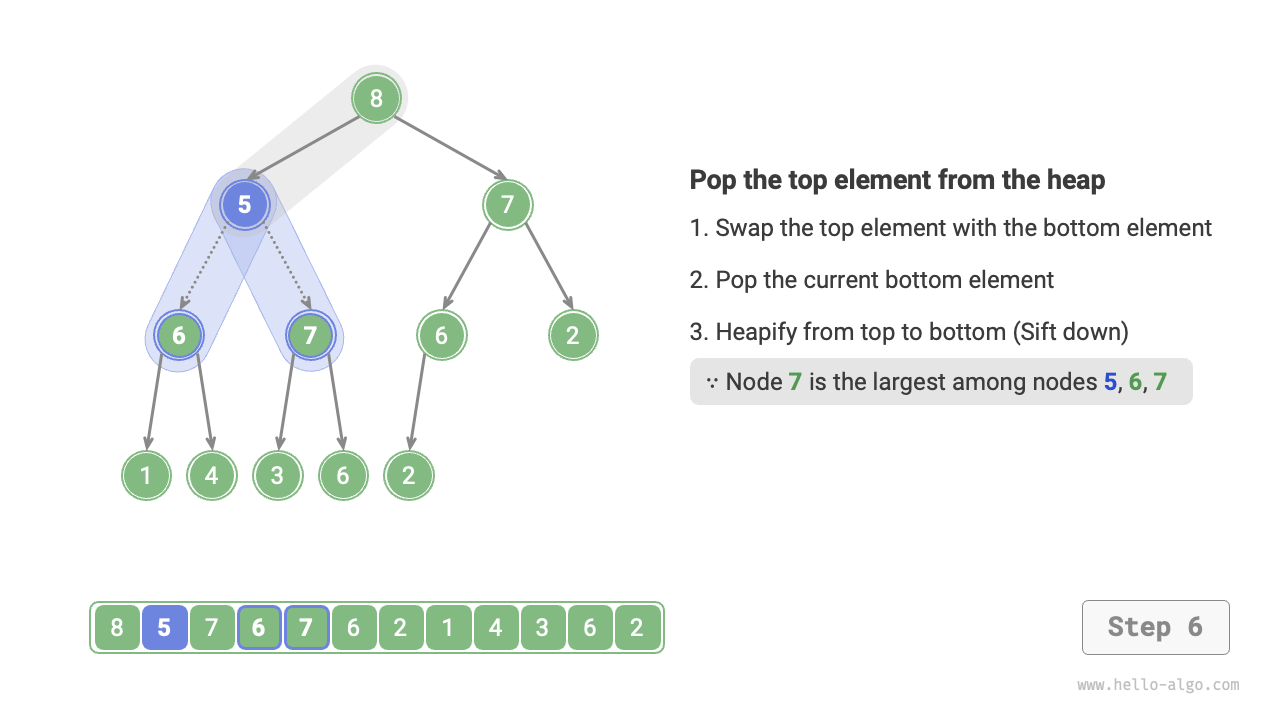 8
5
7
6
7
6
2
1
4
3
6
2
Pop the top element from the heap
1. Swap the top element with the bottom element
2. Pop the current bottom element
3. Heapify from top to bottom (Sift down)
∵ Node 7 is the largest among nodes 5, 6, 7
8 5 7 6 7 6 2 1 4 3 6 2
Step 6
www.hello-algo.com